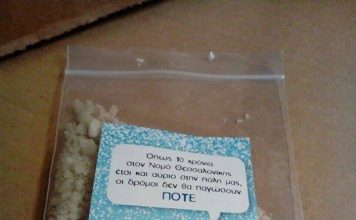 Όπως 10 χρόνια
στον Νομό Θεσσαλονίκης
έτσι και αύριο στην πόλη μας,
οι δρόμοι δεν θα παγώσουν
ΠΟΤΕ